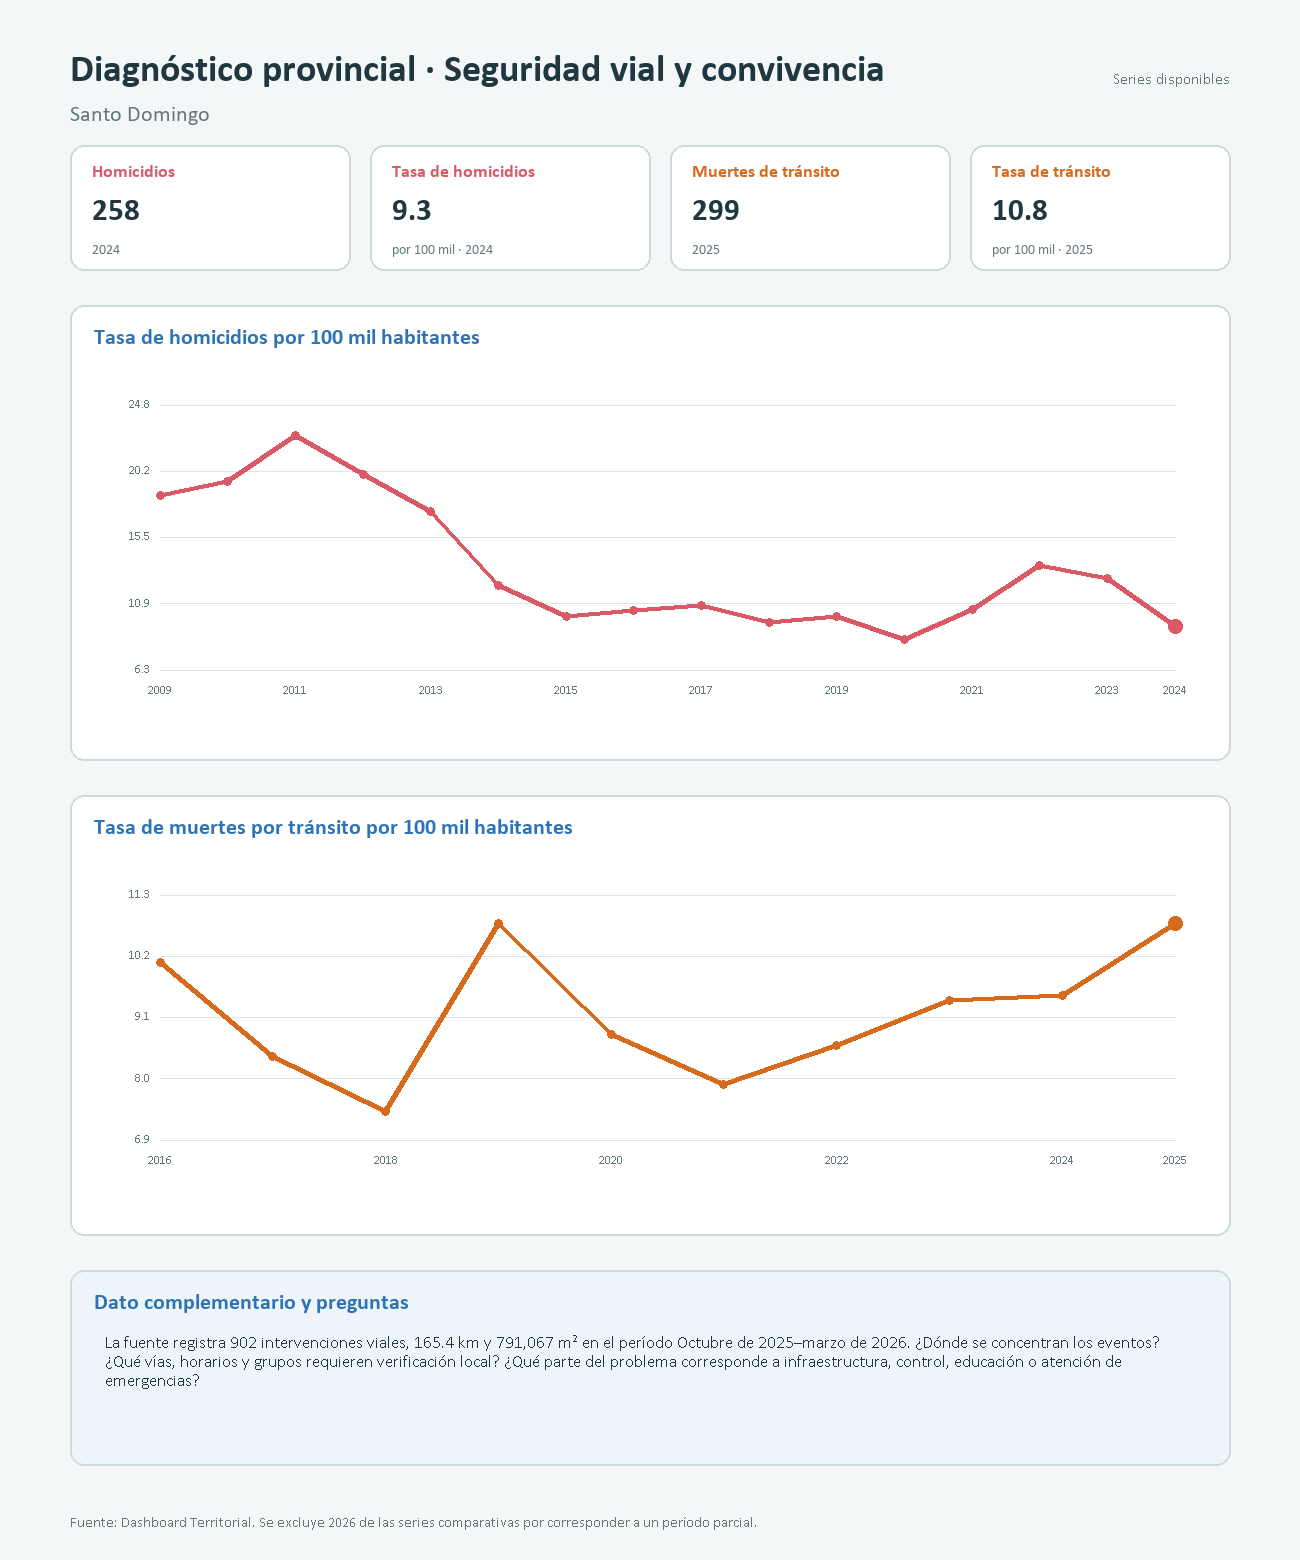 Diagnóstico provincial · Seguridad vial y convivencia
Series disponibles
Santo Domingo
Homicidios
258
2024
Tasa de homicidios
9.3
por 100 mil · 2024
Muertes de tránsito
299
2025
Tasa de tránsito
10.8
por 100 mil · 2025
Tasa de homicidios por 100 mil habitantes
24.8
20.2
15.5
10.9
6.3
2009 2011 2013 2015 2017 2019 2021 2023 2024
Tasa de muertes por tránsito por 100 mil habitantes
11.3
10.2
9.1
8.0
6.9
2016 2018 2020 2022 2024 2025
Dato complementario y preguntas
La fuente registra 902 intervenciones viales, 165.4 km y 791,067 m² en el período Octubre de 2025–marzo de 2026. ¿Dónde se concentran los eventos?
¿Qué vías, horarios y grupos requieren verificación local? ¿Qué parte del problema corresponde a infraestructura, control, educación o atención de
emergencias?
Fuente: Dashboard Territorial. Se excluye 2026 de las series comparativas por corresponder a un período parcial.